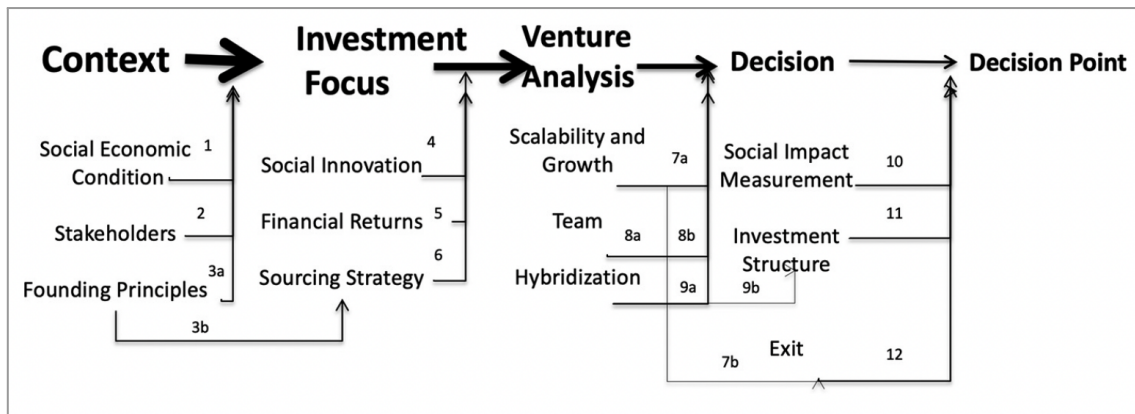 Context
Investment
Focus
Venture
Analysis
Decision
Decision Point
Social Economic
Condition
1
Stakeholders
2
Founding Principles
3a
3b
Social Innovation
4
Financial Returns
5
Sourcing Strategy
6
Scalability and
Growth
7a
Team
8a
8b
Hybridization
9a
9b
7b
Social Impact
Measurement
10
Investment
Structure
11
Exit
12